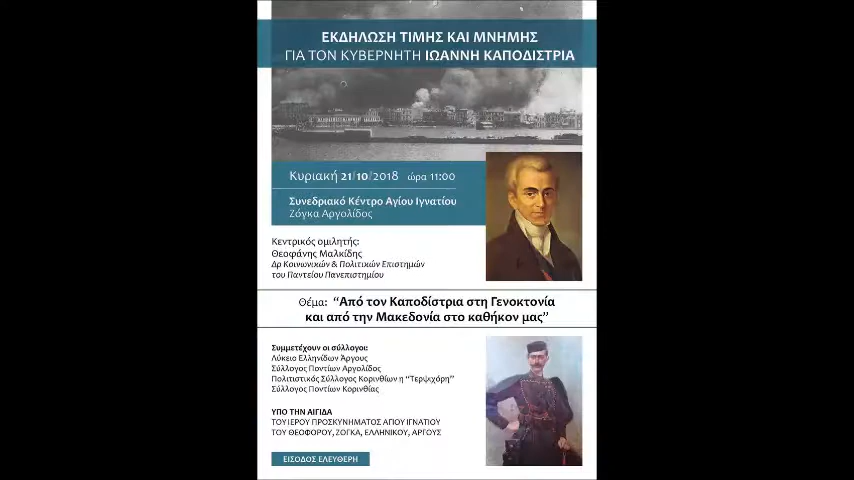 ΕΚΔΗΛΩΣΗ ΤΙΜΗΣ ΚΑΙ ΜΝΗΜΗΣ
ΓΙΑ ΤΟΝ ΚΥΒΕΡΝΗΤΗ ΙΩΑΝΝΗ ΚΑΠΟΔΙΣΤΡΙΑ
Κυριακή 21/10/2018 ώρα 11:00
Συνεδριακό Κέντρο Αγίου Ιγνατίου
Ζόγκα Αργολίδος
Κεντρικός ομιλητής:
Θεοφάνης Μαλκίδης
Δρ Κοινωνικών & Πολιτικών Επιστημών
του Παντείου Πανεπιστημίου
Θέμα: “Από τον Καποδίστρια στη Γενοκτονία
και από την Μακεδονία στο καθήκον μας”
Συμμετέχουν οι σύλλογοι:
Λύκειο Ελληνίδων Άργους
Σύλλογος Ποντίων Αργολίδος
Πολιτιστικός Σύλλογος Κορινθίων η “Τερψιχόρη”
Σύλλογος Ποντίων Κορινθίας
ΥΠΟ ΤΗΝ ΑΙΓΙΔΑ
ΤΟΥ ΙΕΡΟΥ ΠΡΟΣΚΥΝΗΜΑΤΟΣ ΑΓΙΟΥ ΙΓΝΑΤΙΟΥ
ΤΟΥ ΘΕΟΦΟΡΟΥ, ΖΟΓΚΑ, ΕΛΛΗΝΙΚΟΥ, ΑΡΓΟΥΣ
ΕΙΣΟΔΟΣ ΕΛΕΥΘΕΡΗ